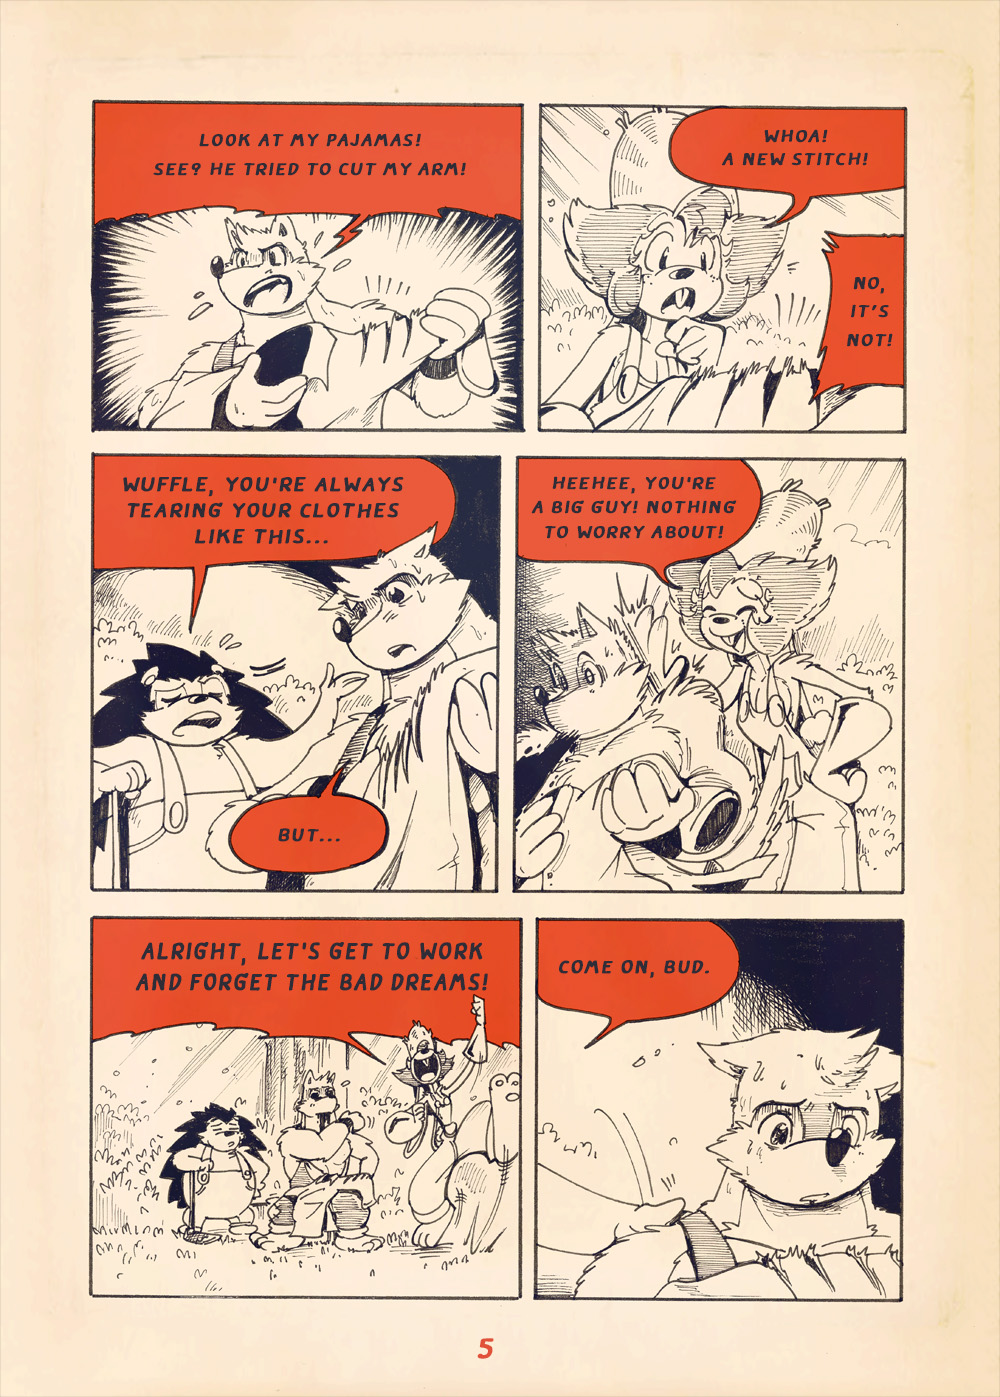 LOOK AT MY PAJAMAS!
SEE? HE TRIED TO CUT MY ARM!
WHOA!
A NEW STITCH!
NO,
IT'S
NOT!
WUFFLE, YOU'RE ALWAYS
TEARING YOUR CLOTHES
LIKE THIS...
BUT...
HEEHEE, YOU'RE
A BIG GUY! NOTHING
TO WORRY ABOUT!
ALRIGHT, LET'S GET TO WORK
AND FORGET THE BAD DREAMS!
COME ON, BUD.
5